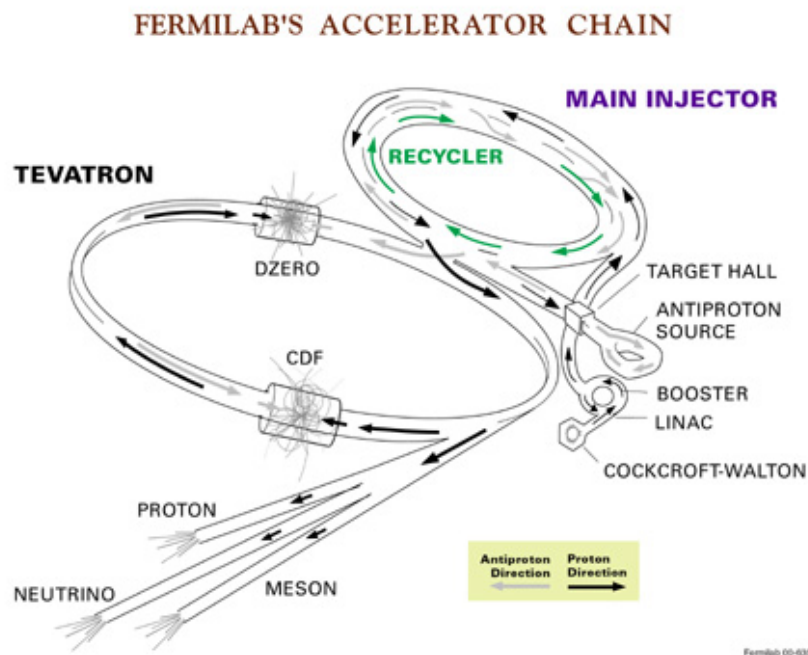 FERMILAB'S ACCELERATOR CHAIN
MAIN INJECTOR
RECYCLER
TEVATRON
DZERO
TARGET HALL
ANTIPROTON
SOURCE
CDF
BOOSTER
LINAC
COCKCROFT-WALTON
PROTON
NEUTRINO
MESON
Antiproton Proton
Direction Direction
Fermilab